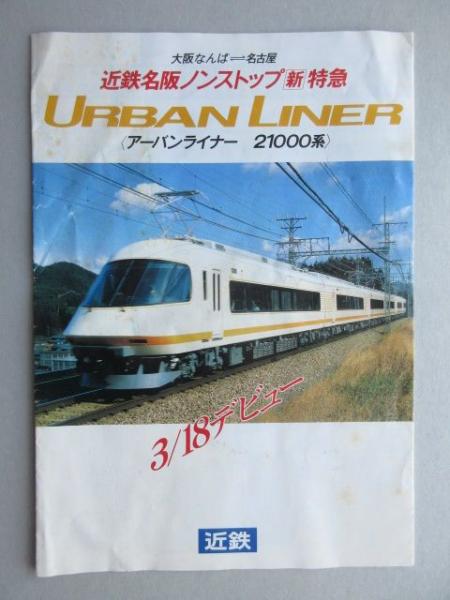 大阪なんば⇌名古屋
近鉄名阪ノンストップ新特急
URBAN LINER
〈アーバンライナー 21000系〉
3/18デビュー
近鉄